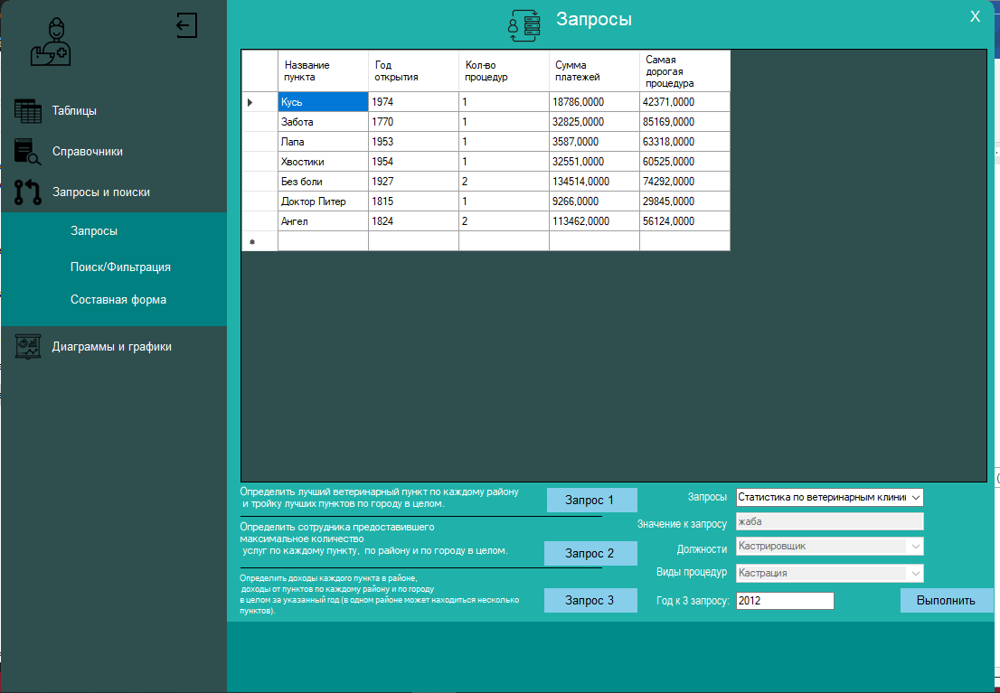 Запросы
X
Таблицы
Справочники
Запросы и поиски
Запросы
Поиск/Фильтрация
Составная форма
Диаграммы и графики
Название пункта Год открытия Кол-во процедур Сумма платежей Самая дорогая процедура
Кусь 1974 1 18786,0000 42371,0000
Забота 1770 1 32825,0000 85169,0000
Лапа 1953 1 3587,0000 63318,0000
Хвостики 1954 1 32551,0000 60525,0000
Без боли 1927 2 134514,0000 74292,0000
Доктор Питер 1815 1 9266,0000 29845,0000
Ангел 1824 2 113462,0000 56124,0000
Определить лучший ветеринарный пункт по каждому району
и тройку лучших пунктов по городу в целом.
Запрос 1
Определить сотрудника предоставившего
максимальное количество
услуг по каждому пункту, по району и по городу в целом.
Запрос 2
Определить доходы каждого пункта в районе,
доходы от пунктов по каждому району и по городу
в целом за указанный год (в одном районе может находиться несколько
пунктов).
Запрос 3
Запросы Статистика по ветеринарным клини
Значение к запросу жаба
Должности Кастрировщик
Виды процедур Кастрация
Год к 3 запросу: 2012
Выполнить